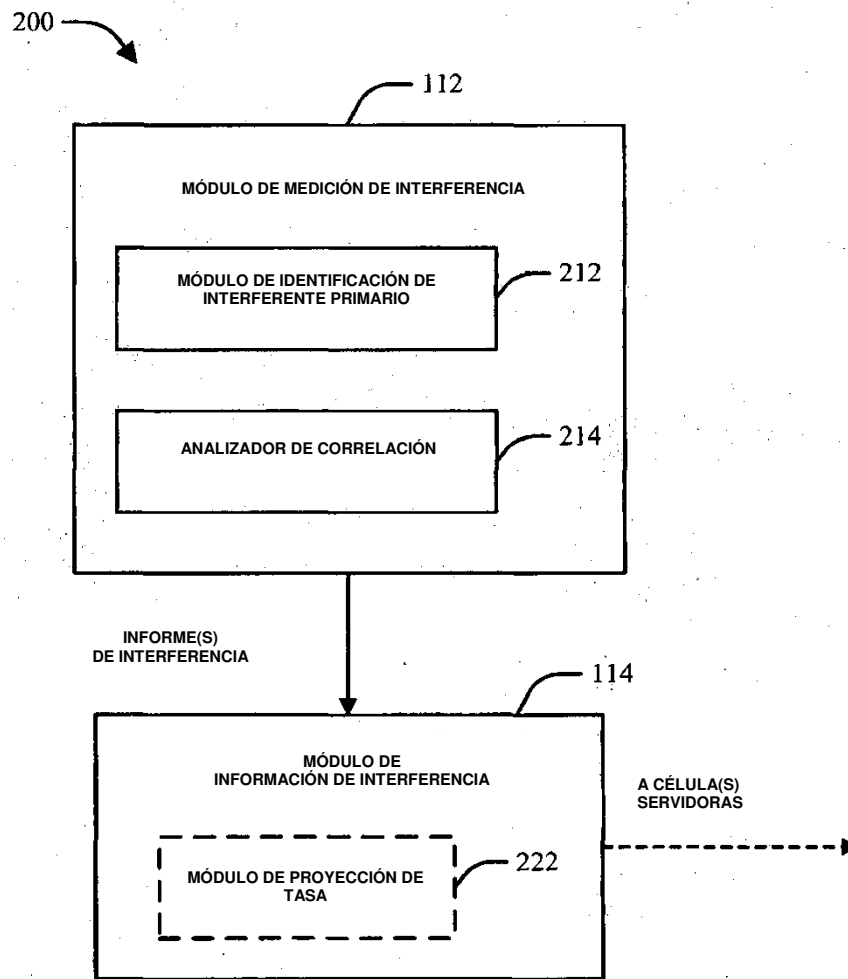 200
112
MÓDULO DE MEDICIÓN DE INTERFERENCIA
MÓDULO DE IDENTIFICACIÓN DE
INTERFERENTE PRIMARIO
212
ANALIZADOR DE CORRELACIÓN
214
INFORME(S)
DE INTERFERENCIA
114
MÓDULO DE
INFORMACIÓN DE INTERFERENCIA
A CÉLULA(S)
SERVIDORAS
MÓDULO DE PROYECCIÓN DE
TASA
222